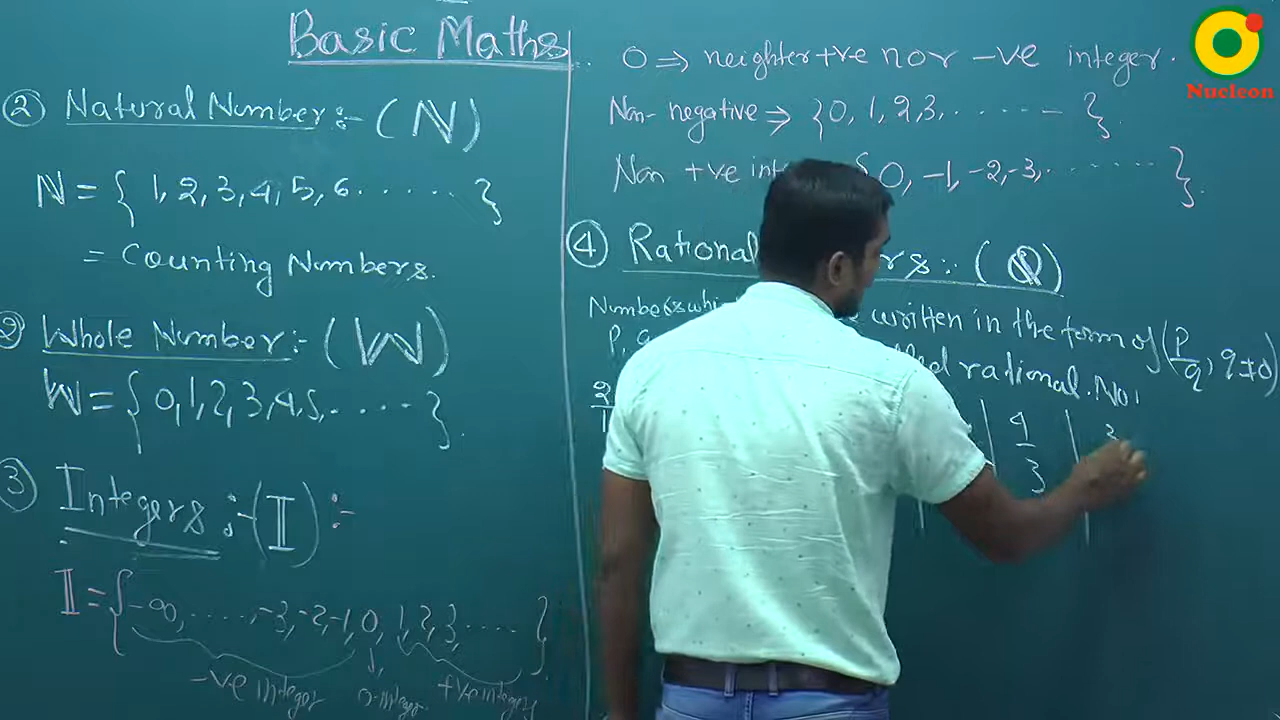 Basic Maths
② Natural Number :- (N)
N = { 1, 2, 3, 4, 5, 6 ....... }
= Counting Numbers.
② Whole Number :- (W)
W = { 0, 1, 2, 3, 4, 5, ..... }.
③ Integers :- (I) :-
I = { -∞, ..... -3, -2, -1, 0, 1, 2, 3, ..... }
-ve integer 0-integer +ve integer
0 ⇒ neighter +ve nor -ve integer.
Non-negative ⇒ { 0, 1, 2, 3, ...... - }.
Non +ve { 0, -1, -2, -3, ....... }.
④ Rational :- (Q)
written in the form of (P/q, q ≠ 0)
P, rational. No.
2/1 4/3 3
Nucleon